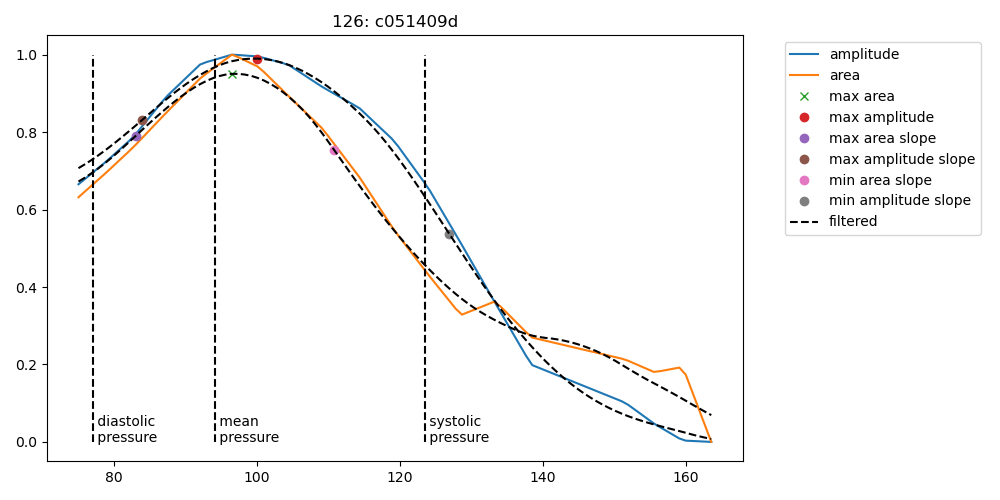 126: c051409d
1.0
0.8
0.6
0.4
0.2
0.0
80
100
120
140
160
diastolic
pressure
mean
pressure
systolic
pressure
amplitude
area
max area
max amplitude
max area slope
max amplitude slope
min area slope
min amplitude slope
filtered